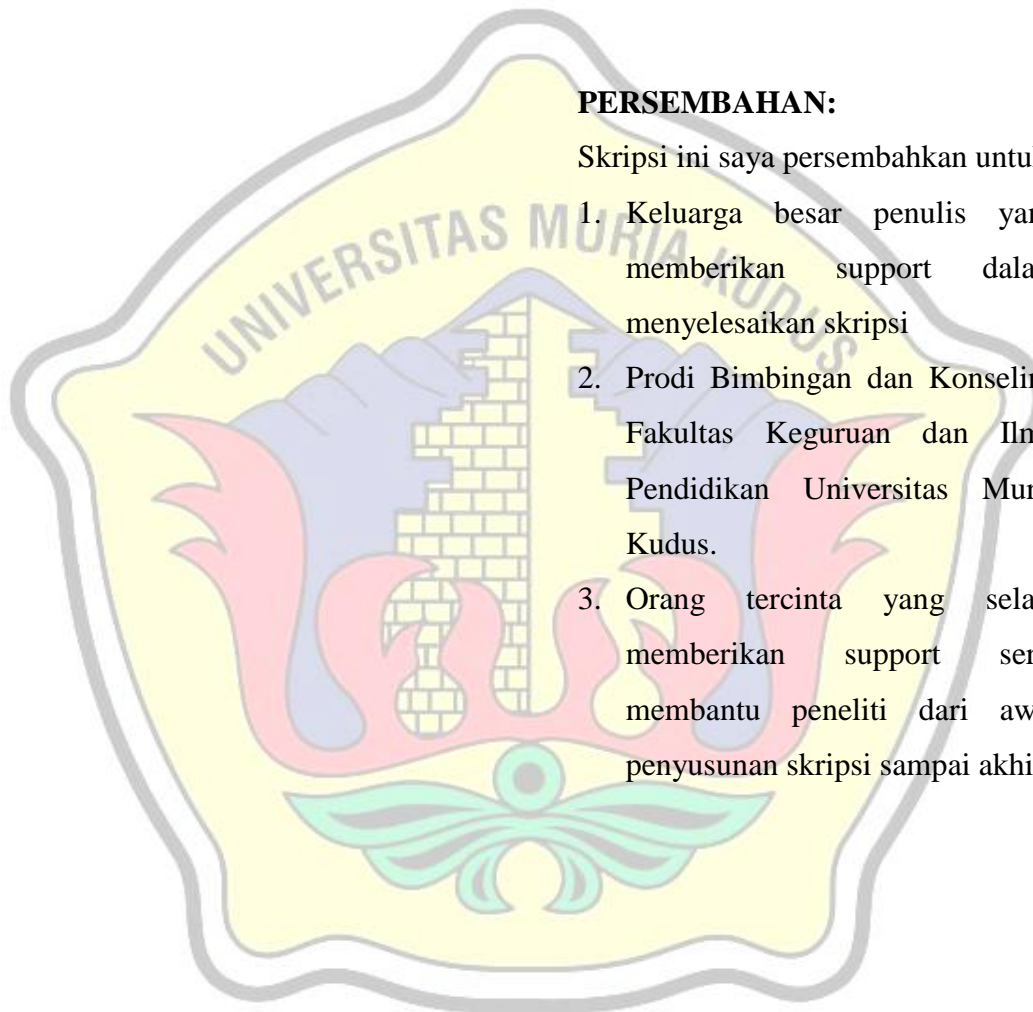 PERSEMBAHAN:
Skripsi ini saya persembahkan untu
1. Keluarga besar penulis yan
memberikan support dala
menyelesaikan skripsi
2. Prodi Bimbingan dan Konselin
Fakultas Keguruan dan Iln
Pendidikan Universitas Mur
Kudus.
3. Orang tercinta yang sela
memberikan support ser
membantu peneliti dari aw
penyusunan skripsi sampai akhi
UNIVERSITAS MURIA KUDUS